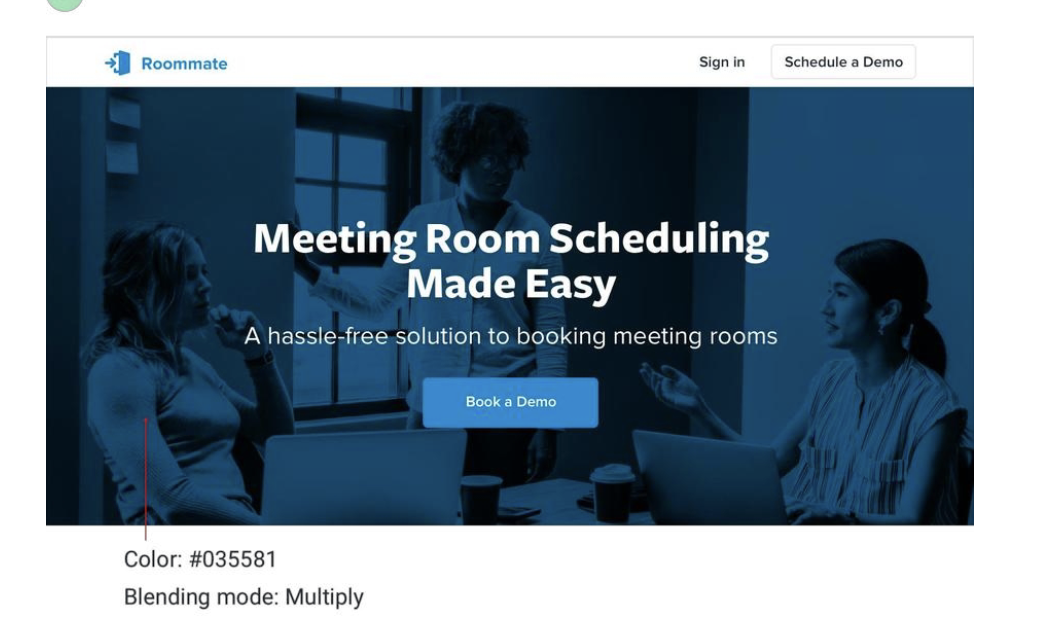 Roommate
Sign in
Schedule a Demo
Meeting Room Scheduling
Made Easy
A hassle-free solution to booking meeting rooms
Book a Demo
Color: #035581
Blending mode: Multiply